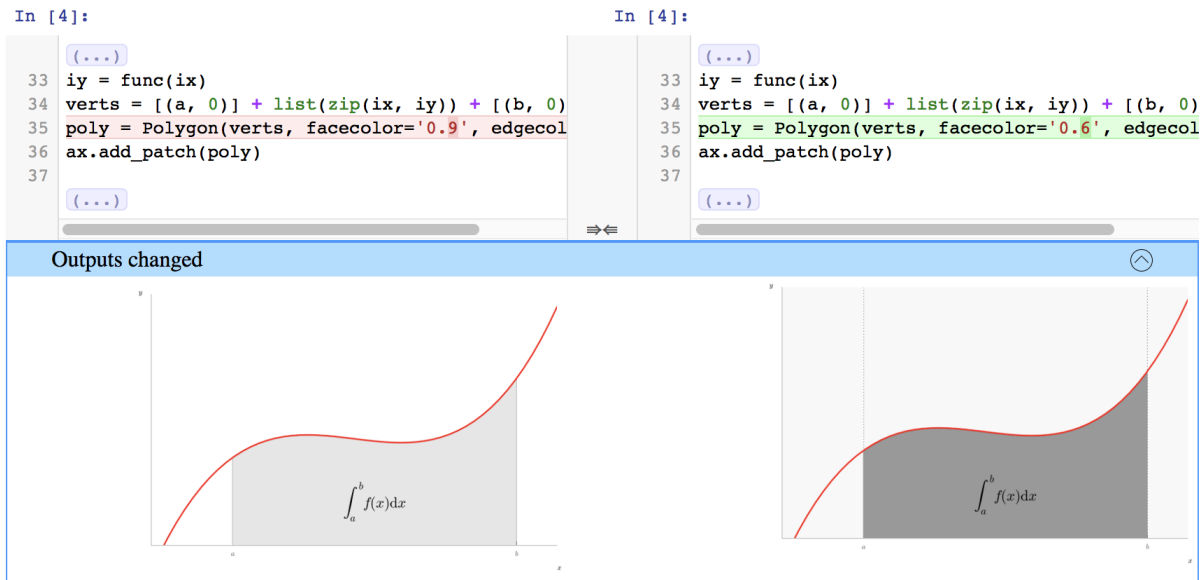 In [4]:
(...)
33 iy = func(ix)
34 verts = [(a, 0)] + list(zip(ix, iy)) + [(b, 0)
35 poly = Polygon(verts, facecolor='0.9', edgecol
36 ax.add_patch(poly)
37
(...)
In [4]:
(...)
33 iy = func(ix)
34 verts = [(a, 0)] + list(zip(ix, iy)) + [(b, 0)
35 poly = Polygon(verts, facecolor='0.6', edgecol
36 ax.add_patch(poly)
37
(...)
Outputs changed
y
∫ₐᵇ f(x)dx
a b
x
y
∫ₐᵇ f(x)dx
a b
x